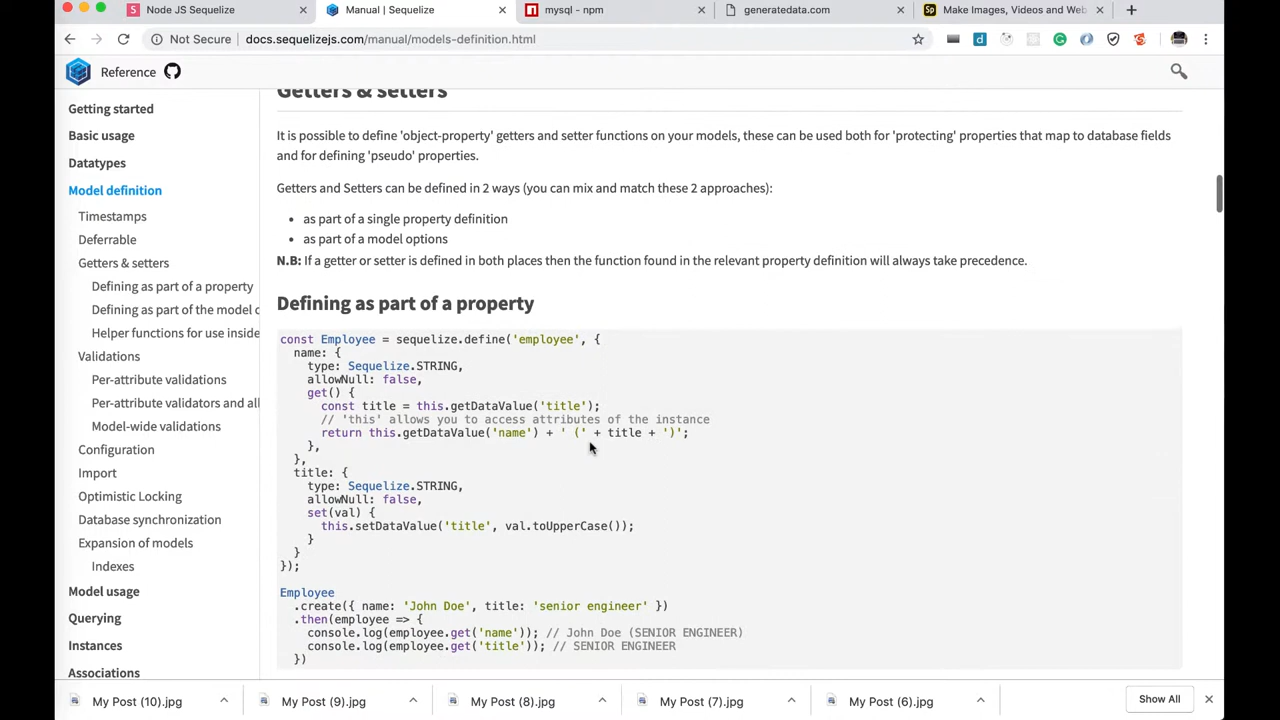 Node JS Sequelize
Manual | Sequelize
mysql - npm
generatedata.com
Make Images, Videos and Web
Not Secure | docs.sequelizejs.com/manual/models-definition.html
Reference
Getting started
Basic usage
Datatypes
Model definition
Timestamps
Deferrable
Getters & setters
Defining as part of a property
Defining as part of the model o
Helper functions for use inside
Validations
Per-attribute validations
Per-attribute validators and all
Model-wide validations
Configuration
Import
Optimistic Locking
Database synchronization
Expansion of models
Indexes
Model usage
Querying
Instances
Associations
Getters & setters
It is possible to define 'object-property' getters and setter functions on your models, these can be used both for 'protecting' properties that map to database fields
and for defining 'pseudo' properties.
Getters and Setters can be defined in 2 ways (you can mix and match these 2 approaches):
• as part of a single property definition
• as part of a model options
N.B: If a getter or setter is defined in both places then the function found in the relevant property definition will always take precedence.
Defining as part of a property
const Employee = sequelize.define('employee', {
name: {
type: Sequelize.STRING,
allowNull: false,
get() {
const title = this.getDataValue('title');
// 'this' allows you to access attributes of the instance
return this.getDataValue('name') + ' (' + title + ')';
},
},
title: {
type: Sequelize.STRING,
allowNull: false,
set(val) {
this.setDataValue('title', val.toUpperCase());
}
}
});
Employee
.create({ name: 'John Doe', title: 'senior engineer' })
.then(employee => {
console.log(employee.get('name')); // John Doe (SENIOR ENGINEER)
console.log(employee.get('title')); // SENIOR ENGINEER
})
My Post (10).jpg
My Post (9).jpg
My Post (8).jpg
My Post (7).jpg
My Post (6).jpg
Show All